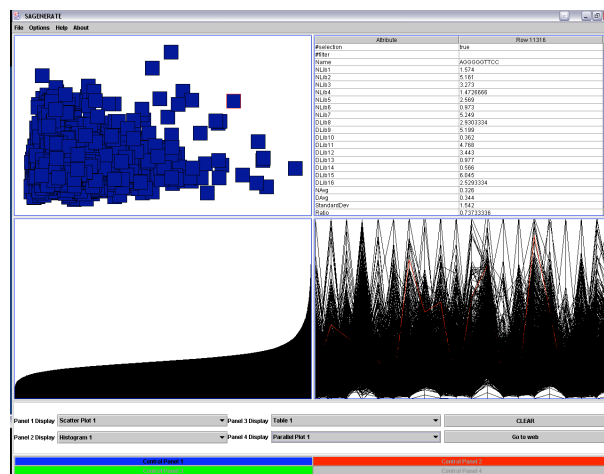 SAGENERATE
File Options Help About
Attribute Row 11316
#selection true
#filter
Name AGGGGGTTCC
NLib1 1.574
NLib2 5.161
NLib3 3.273
NLib4 1.4726666
NLib5 2.569
NLib6 0.973
NLib7 5.249
DLib8 2.9303334
DLib9 5.199
DLib10 0.362
DLib11 4.768
DLib12 3.443
DLib13 0.977
DLib14 0.566
DLib15 6.045
DLib16 2.5293334
NAvg 0.326
DAvg 0.344
StandardDev 1.542
Ratio 0.73733336
Panel 1 Display Scatter Plot 1 Panel 3 Display Table 1 CLEAR
Panel 2 Display Histogram 1 Panel 4 Display Parallel Plot 1 Go to web
Control Panel 1 Control Panel 2
Control Panel 4